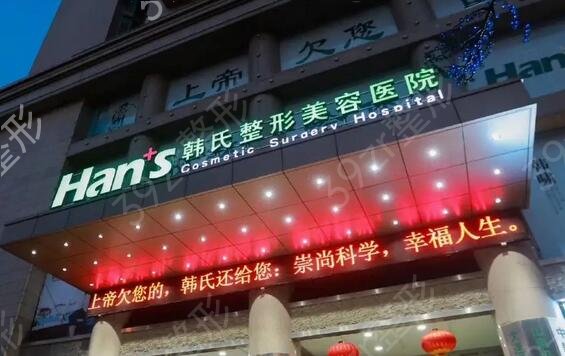 上帝欠您
韩氏整形美容医院
Han's
Cosmetic Surgery Hospital
上帝欠您的，韩氏还给您：崇尚科学，幸福人生。